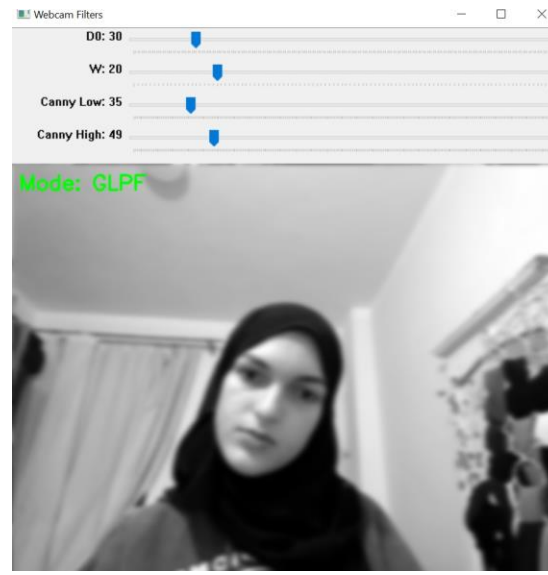 Webcam Filters
D0: 30
W: 20
Canny Low: 35
Canny High: 49
Mode: GLPF